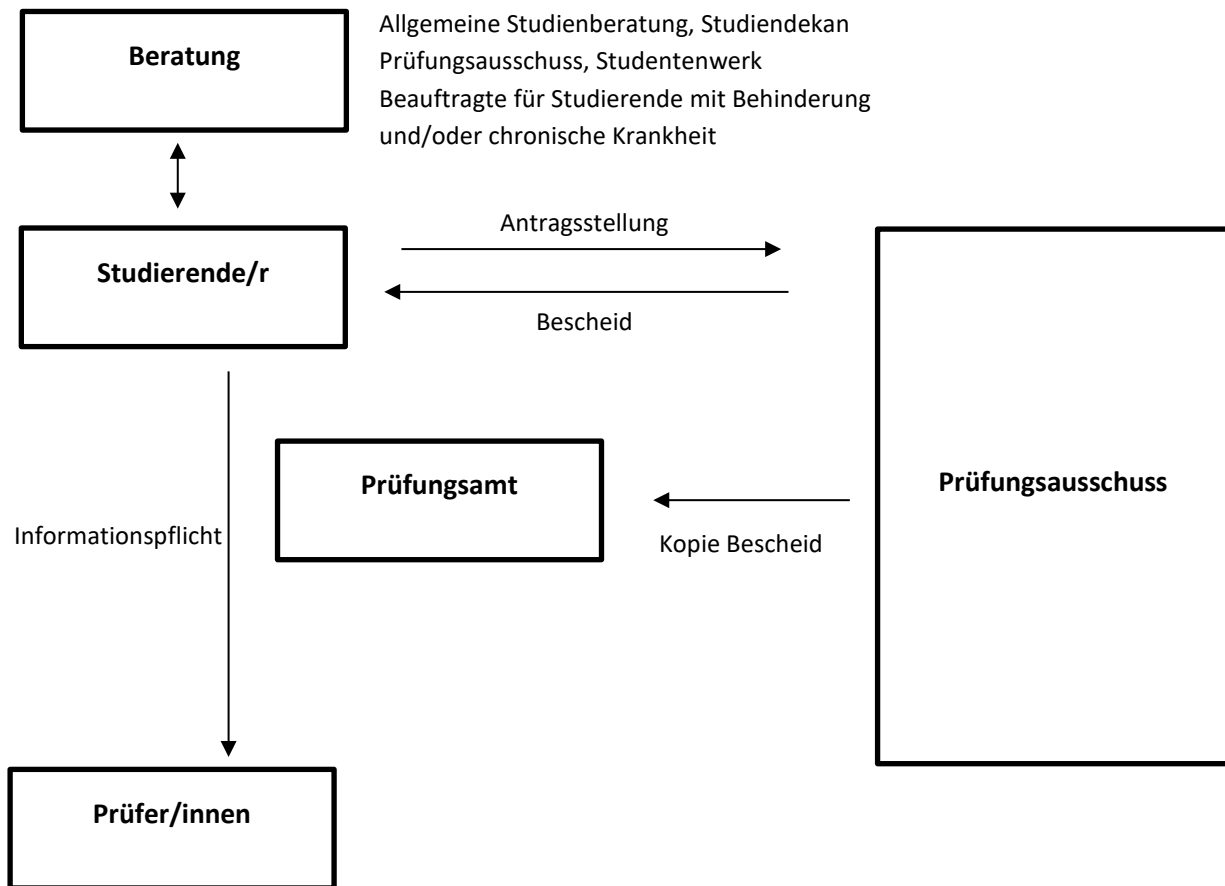 Beratung
Allgemeine Studienberatung, Studiendekan
Prüfungsausschuss, Studentenwerk
Beauftragte für Studierende mit Behinderung
und/oder chronische Krankheit
Studierende/r
Antragsstellung
Bescheid
Prüfungsausschuss
Prüfungsamt
Kopie Bescheid
Informationspflicht
Prüfer/innen